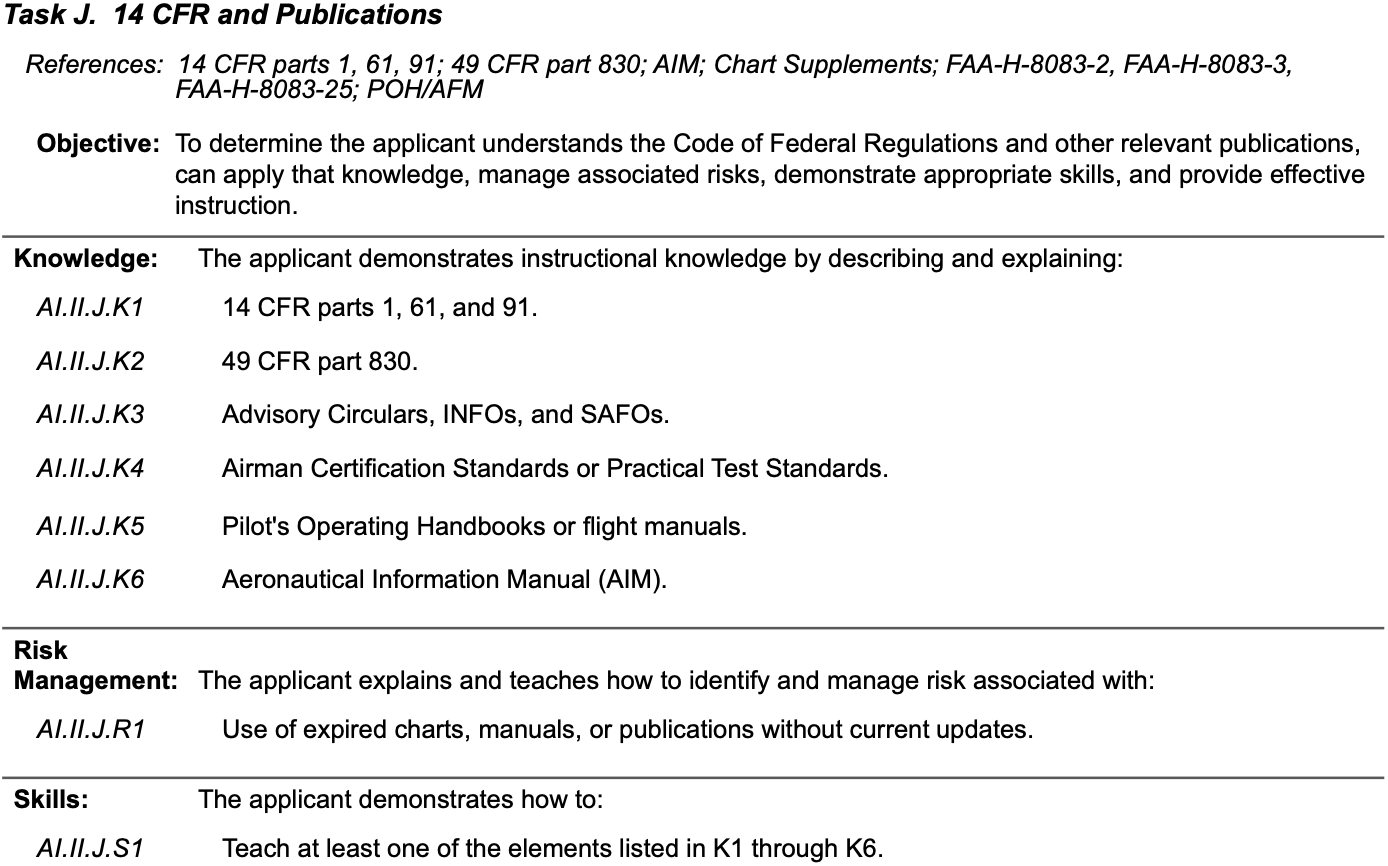 Task J. 14 CFR and Publications
References: 14 CFR parts 1, 61, 91; 49 CFR part 830; AIM; Chart Supplements; FAA-H-8083-2, FAA-H-8083-3,
FAA-H-8083-25; POH/AFM
Objective: To determine the applicant understands the Code of Federal Regulations and other relevant publications,
can apply that knowledge, manage associated risks, demonstrate appropriate skills, and provide effective
instruction.
Knowledge: The applicant demonstrates instructional knowledge by describing and explaining:
AI.II.J.K1 14 CFR parts 1, 61, and 91.
AI.II.J.K2 49 CFR part 830.
AI.II.J.K3 Advisory Circulars, INFOs, and SAFOs.
AI.II.J.K4 Airman Certification Standards or Practical Test Standards.
AI.II.J.K5 Pilot's Operating Handbooks or flight manuals.
AI.II.J.K6 Aeronautical Information Manual (AIM).
Risk
Management: The applicant explains and teaches how to identify and manage risk associated with:
AI.II.J.R1 Use of expired charts, manuals, or publications without current updates.
Skills: The applicant demonstrates how to:
AI.II.J.S1 Teach at least one of the elements listed in K1 through K6.